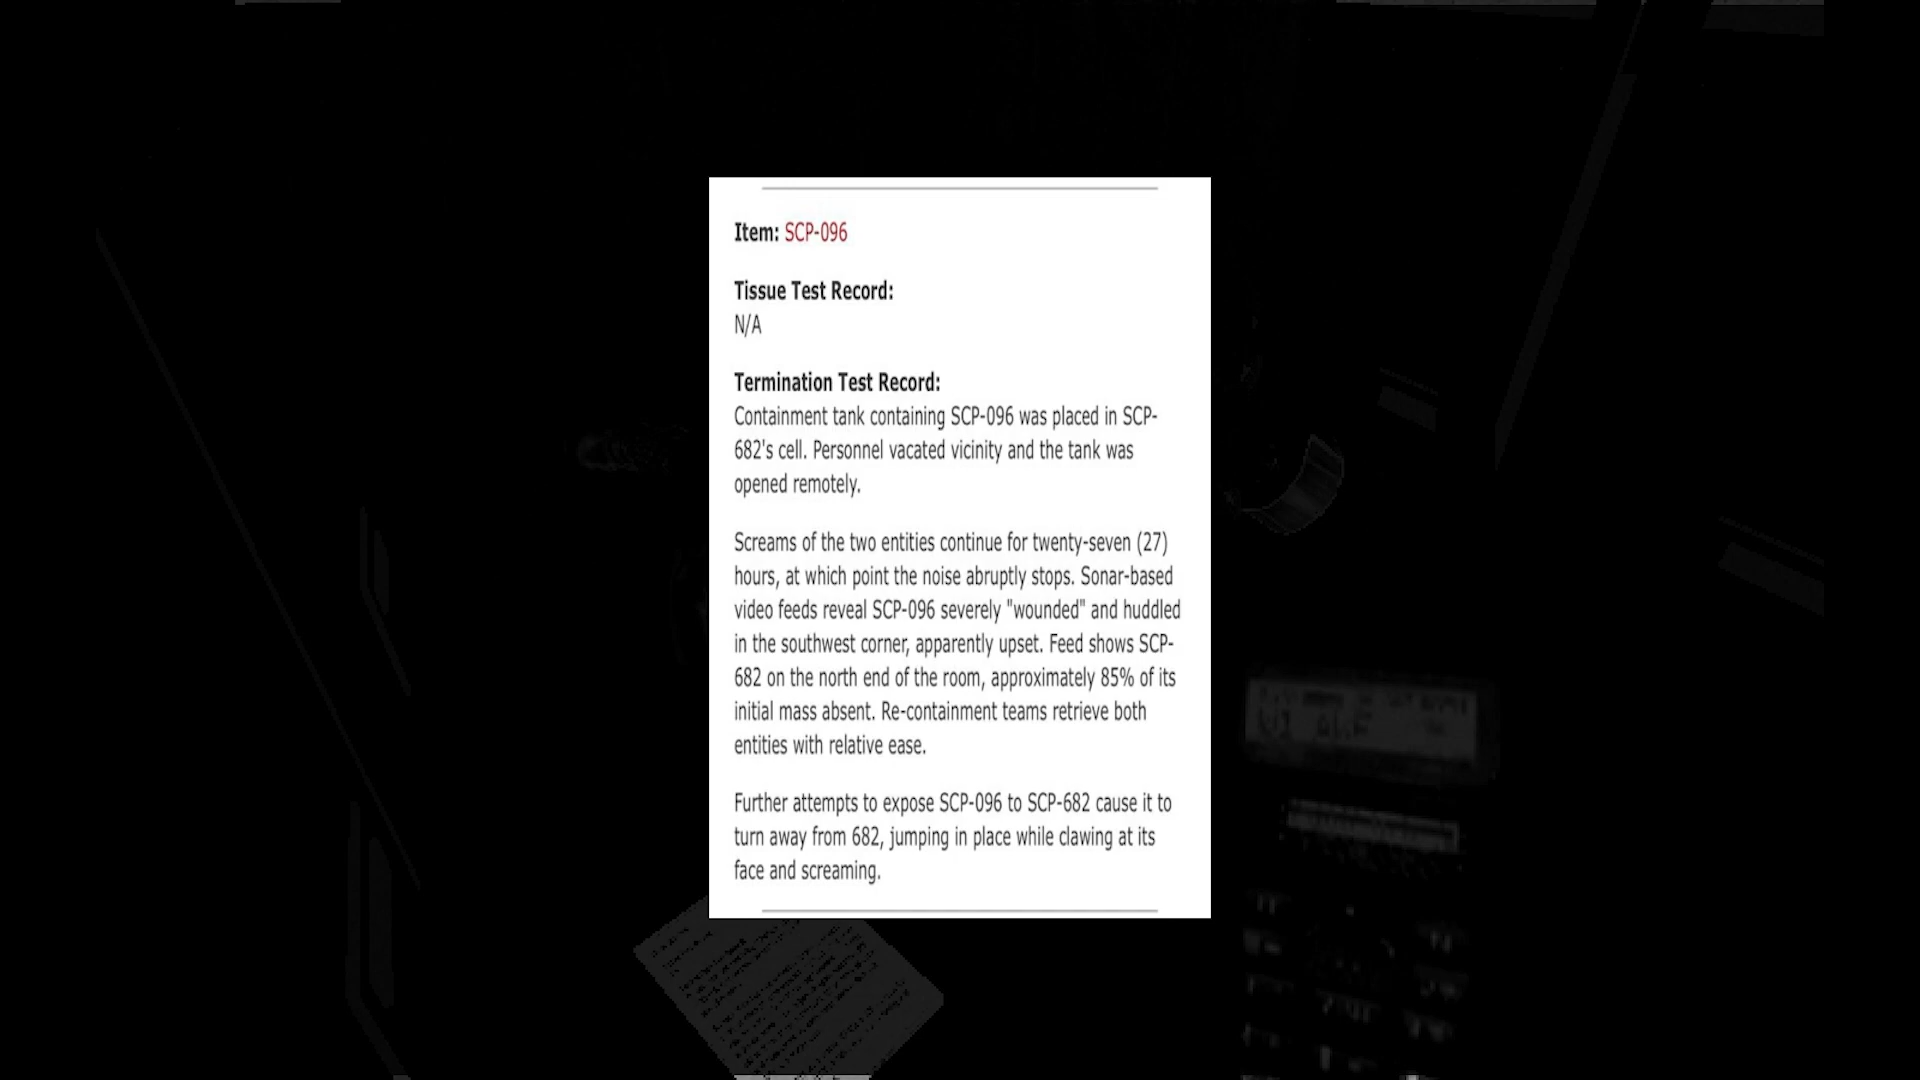 Item: SCP-096
Tissue Test Record:
N/A
Termination Test Record:
Containment tank containing SCP-096 was placed in SCP-
682's cell. Personnel vacated vicinity and the tank was
opened remotely.
Screams of the two entities continue for twenty-seven (27)
hours, at which point the noise abruptly stops. Sonar-based
video feeds reveal SCP-096 severely "wounded" and huddled
in the southwest corner, apparently upset. Feed shows SCP-
682 on the north end of the room, approximately 85% of its
initial mass absent. Re-containment teams retrieve both
entities with relative ease.
Further attempts to expose SCP-096 to SCP-682 cause it to
turn away from 682, jumping in place while clawing at its
face and screaming.